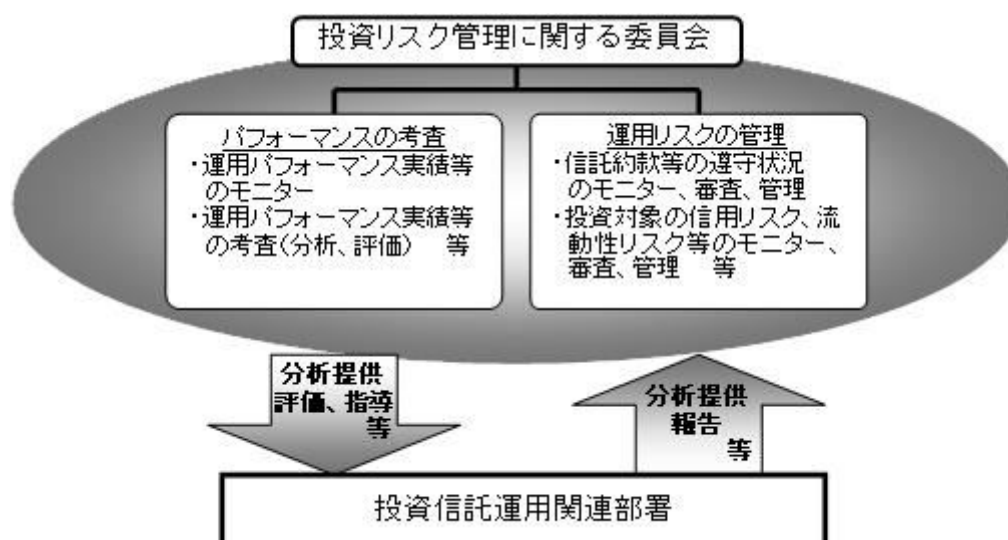 投資リスク管理に関する委員会
パフォーマンスの考査
・運用パフォーマンス実績等
のモニター
・運用パフォーマンス実績等
の考査(分析、評価) 等
運用リスクの管理
・信託約款等の遵守状況
のモニター、審査、管理
・投資対象の信用リスク、流
動性リスク等のモニター、
審査、管理 等
分析提供
評価、指導
等
分析提供
報告
等
投資信託運用関連部署